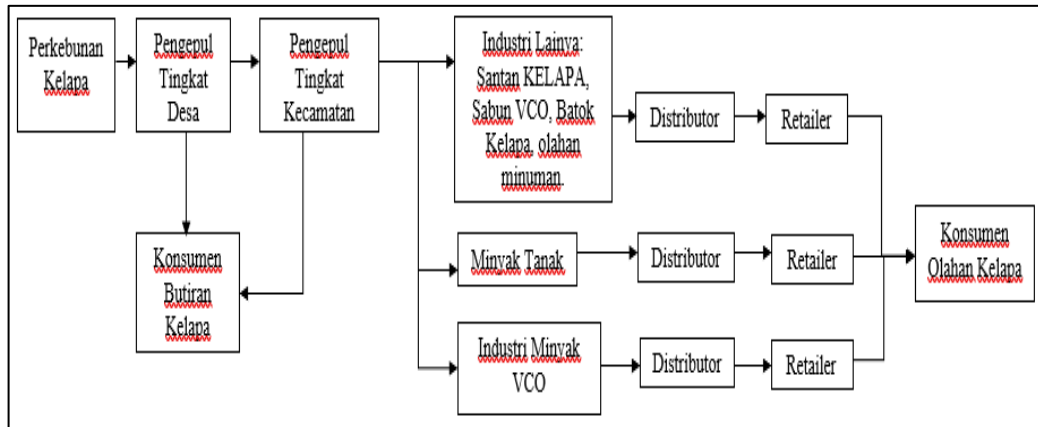 Perkebunan
Kelapa
Pengepul
Tingkat
Desa
Pengepul
Tingkat
Kecamatan
Industri Lainya:
Santan KELAPA,
Sabun VCO, Batok
Kelapa, olahan
minuman.
Distributor
Retailer
Konsumen
Butiran
Kelapa
Minyak Tanak
Distributor
Retailer
Konsumen
Olahan Kelapa
Industri Minyak
VCO
Distributor
Retailer